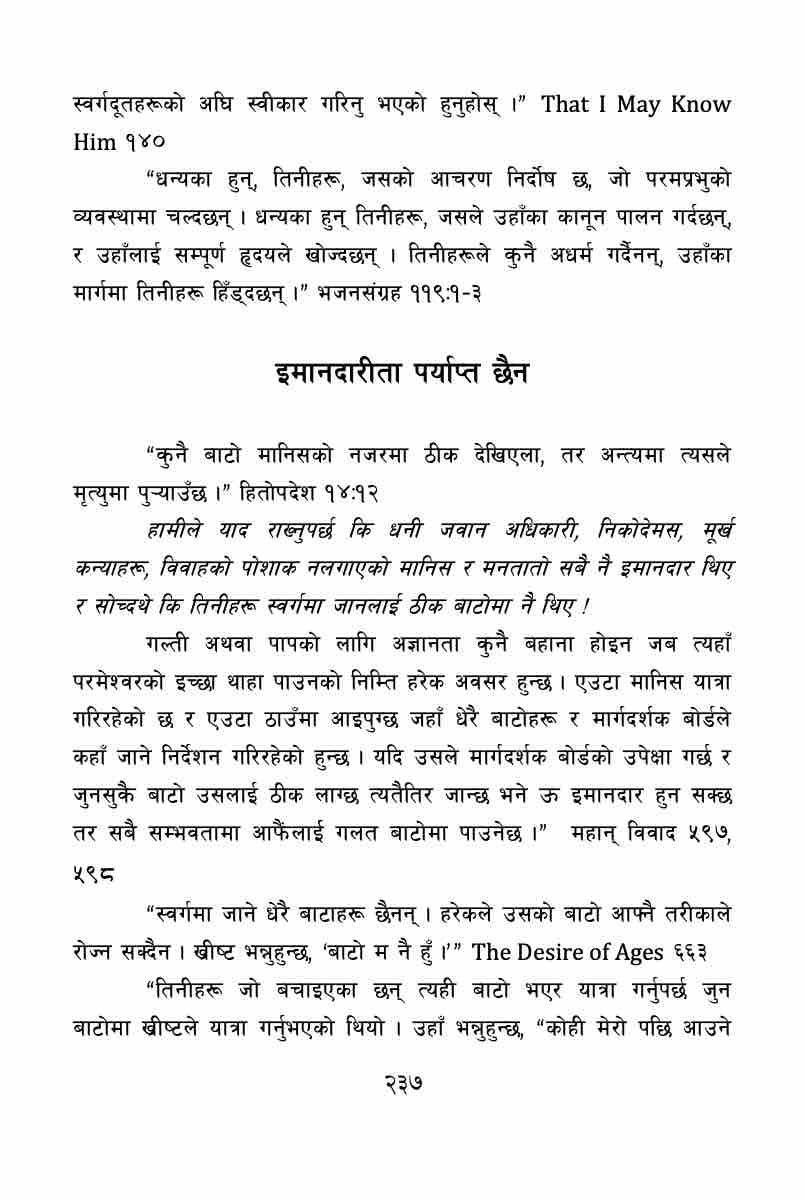 स्वर्गदूतहरूको अघि स्वीकार गरिनु भएको हुनुहोस् ।” That I May Know
Him १४०
“धन्यका हुन्, तिनीहरू, जसको आचरण निर्दोष छ, जो परमप्रभुको
व्यवस्थामा चल्दछन् । धन्यका हुन् तिनीहरू, जसले उहाँका कानून पालन गर्दछन्,
र उहाँलाई सम्पूर्ण हृदयले खोज्दछन् । तिनीहरूले कुनै अधर्म गर्दैनन्, उहाँका
मार्गमा तिनीहरू हिँड्दछन् ।” भजनसंग्रह ११९:१-३
इमानदारीता पर्याप्त छैन
“कुनै बाटो मानिसको नजरमा ठीक देखिएला, तर अन्त्यमा त्यसले
मृत्युमा पुऱ्याउँछ ।” हितोपदेश १४:१२
हामीले याद राख्नुपर्छ कि धनी जवान अधिकारी, निकोदेमस, मूर्ख
कन्याहरू, विवाहको पोशाक नलगाएको मानिस र मनतातो सबै नै इमानदार थिए
र सोच्दथे कि तिनीहरू स्वर्गमा जानलाई ठीक बाटोमा नै थिए !
गल्ती अथवा पापको लागि अज्ञानता कुनै बहाना होइन जब त्यहाँ
परमेश्वरको इच्छा थाहा पाउनको निम्ति हरेक अवसर हुन्छ । एउटा मानिस यात्रा
गरिरहेको छ र एउटा ठाउँमा आइपुग्छ जहाँ धेरै बाटोहरू र मार्गदर्शक बोर्डले
कहाँ जाने निर्देशन गरिरहेको हुन्छ । यदि उसले मार्गदर्शक बोर्डको उपेक्षा गर्छ र
जुनसुकै बाटो उसलाई ठीक लाग्छ त्यतैतिर जान्छ भने ऊ इमानदार हुन सक्छ
तर सबै सम्भवतामा आफैंलाई गलत बाटोमा पाउनेछ ।” महान् विवाद ५९७,
५९८
“स्वर्गमा जाने धेरै बाटाहरू छैनन् । हरेकले उसको बाटो आफ्नै तरीकाले
रोज्न सक्दैन । ख्रीष्ट भन्नुहुन्छ, ‘बाटो म नै हुँ ।’” The Desire of Ages ६६३
“तिनीहरू जो बचाइएका छन् त्यही बाटो भएर यात्रा गर्नुपर्छ जुन
बाटोमा ख्रीष्टले यात्रा गर्नुभएको थियो । उहाँ भन्नुहुन्छ, “कोही मेरो पछि आउने
२३७